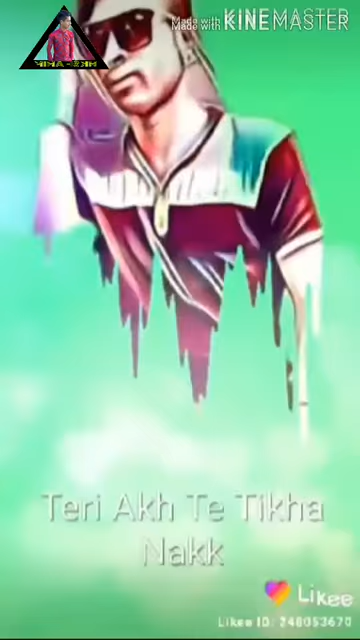 Made with KINEMASTER
Teri Akh Te Tikha
Nakk
Likee
Likee ID: 248053670